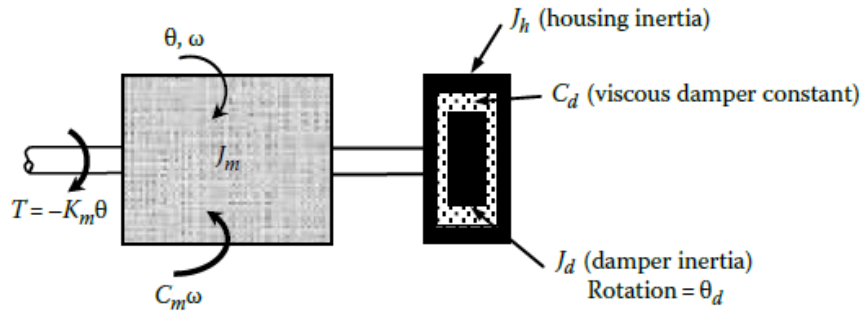 θ, ω
J_m
T = −K_mθ
C_mω
J_h (housing inertia)
C_d (viscous damper constant)
J_d (damper inertia)
Rotation = θ_d